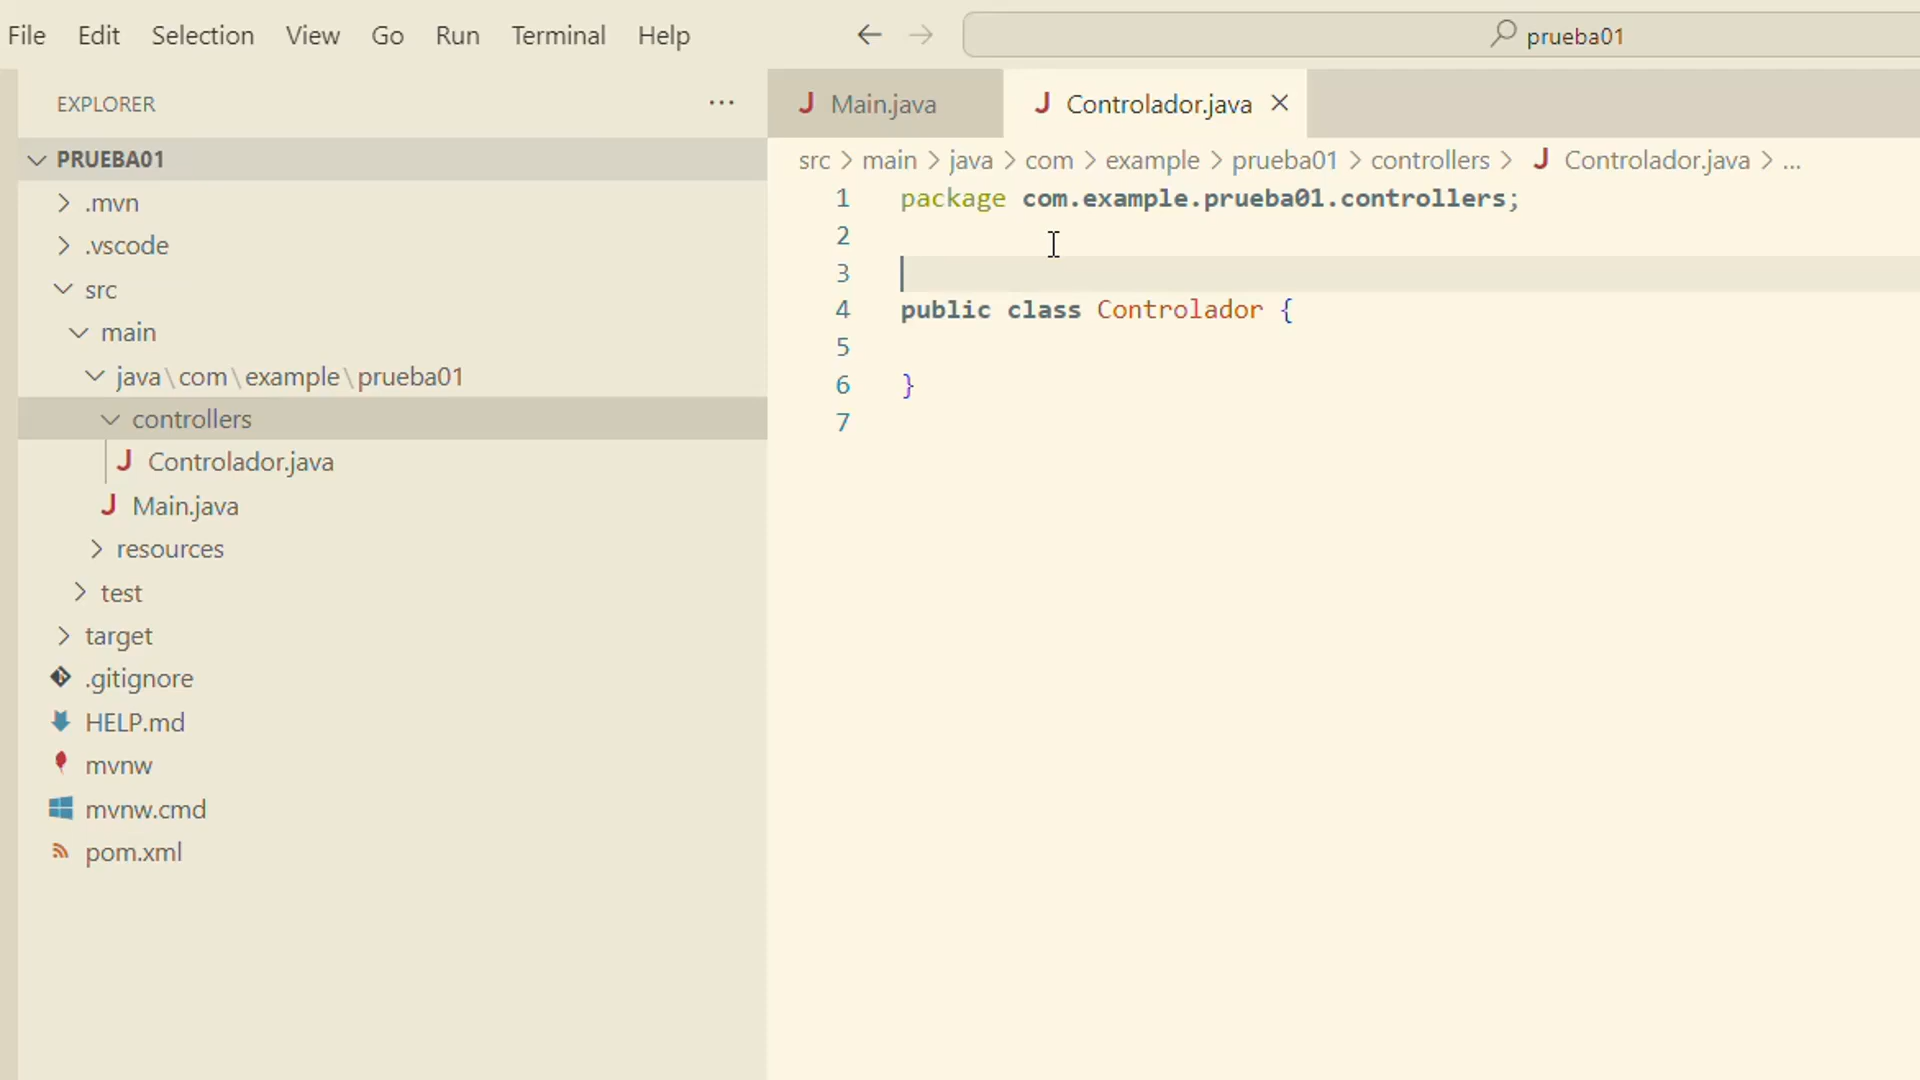 File Edit Selection View Go Run Terminal Help
prueba01
EXPLORER
PRUEBA01
.mvn
.vscode
src
main
java\com\example\prueba01
controllers
J Controlador.java
J Main.java
resources
test
target
.gitignore
HELP.md
mvnw
mvnw.cmd
pom.xml
J Main.java
J Controlador.java
src > main > java > com > example > prueba01 > controllers > J Controlador.java > ...
1 package com.example.prueba01.controllers;
2
3
4 public class Controlador {
5
6 }
7